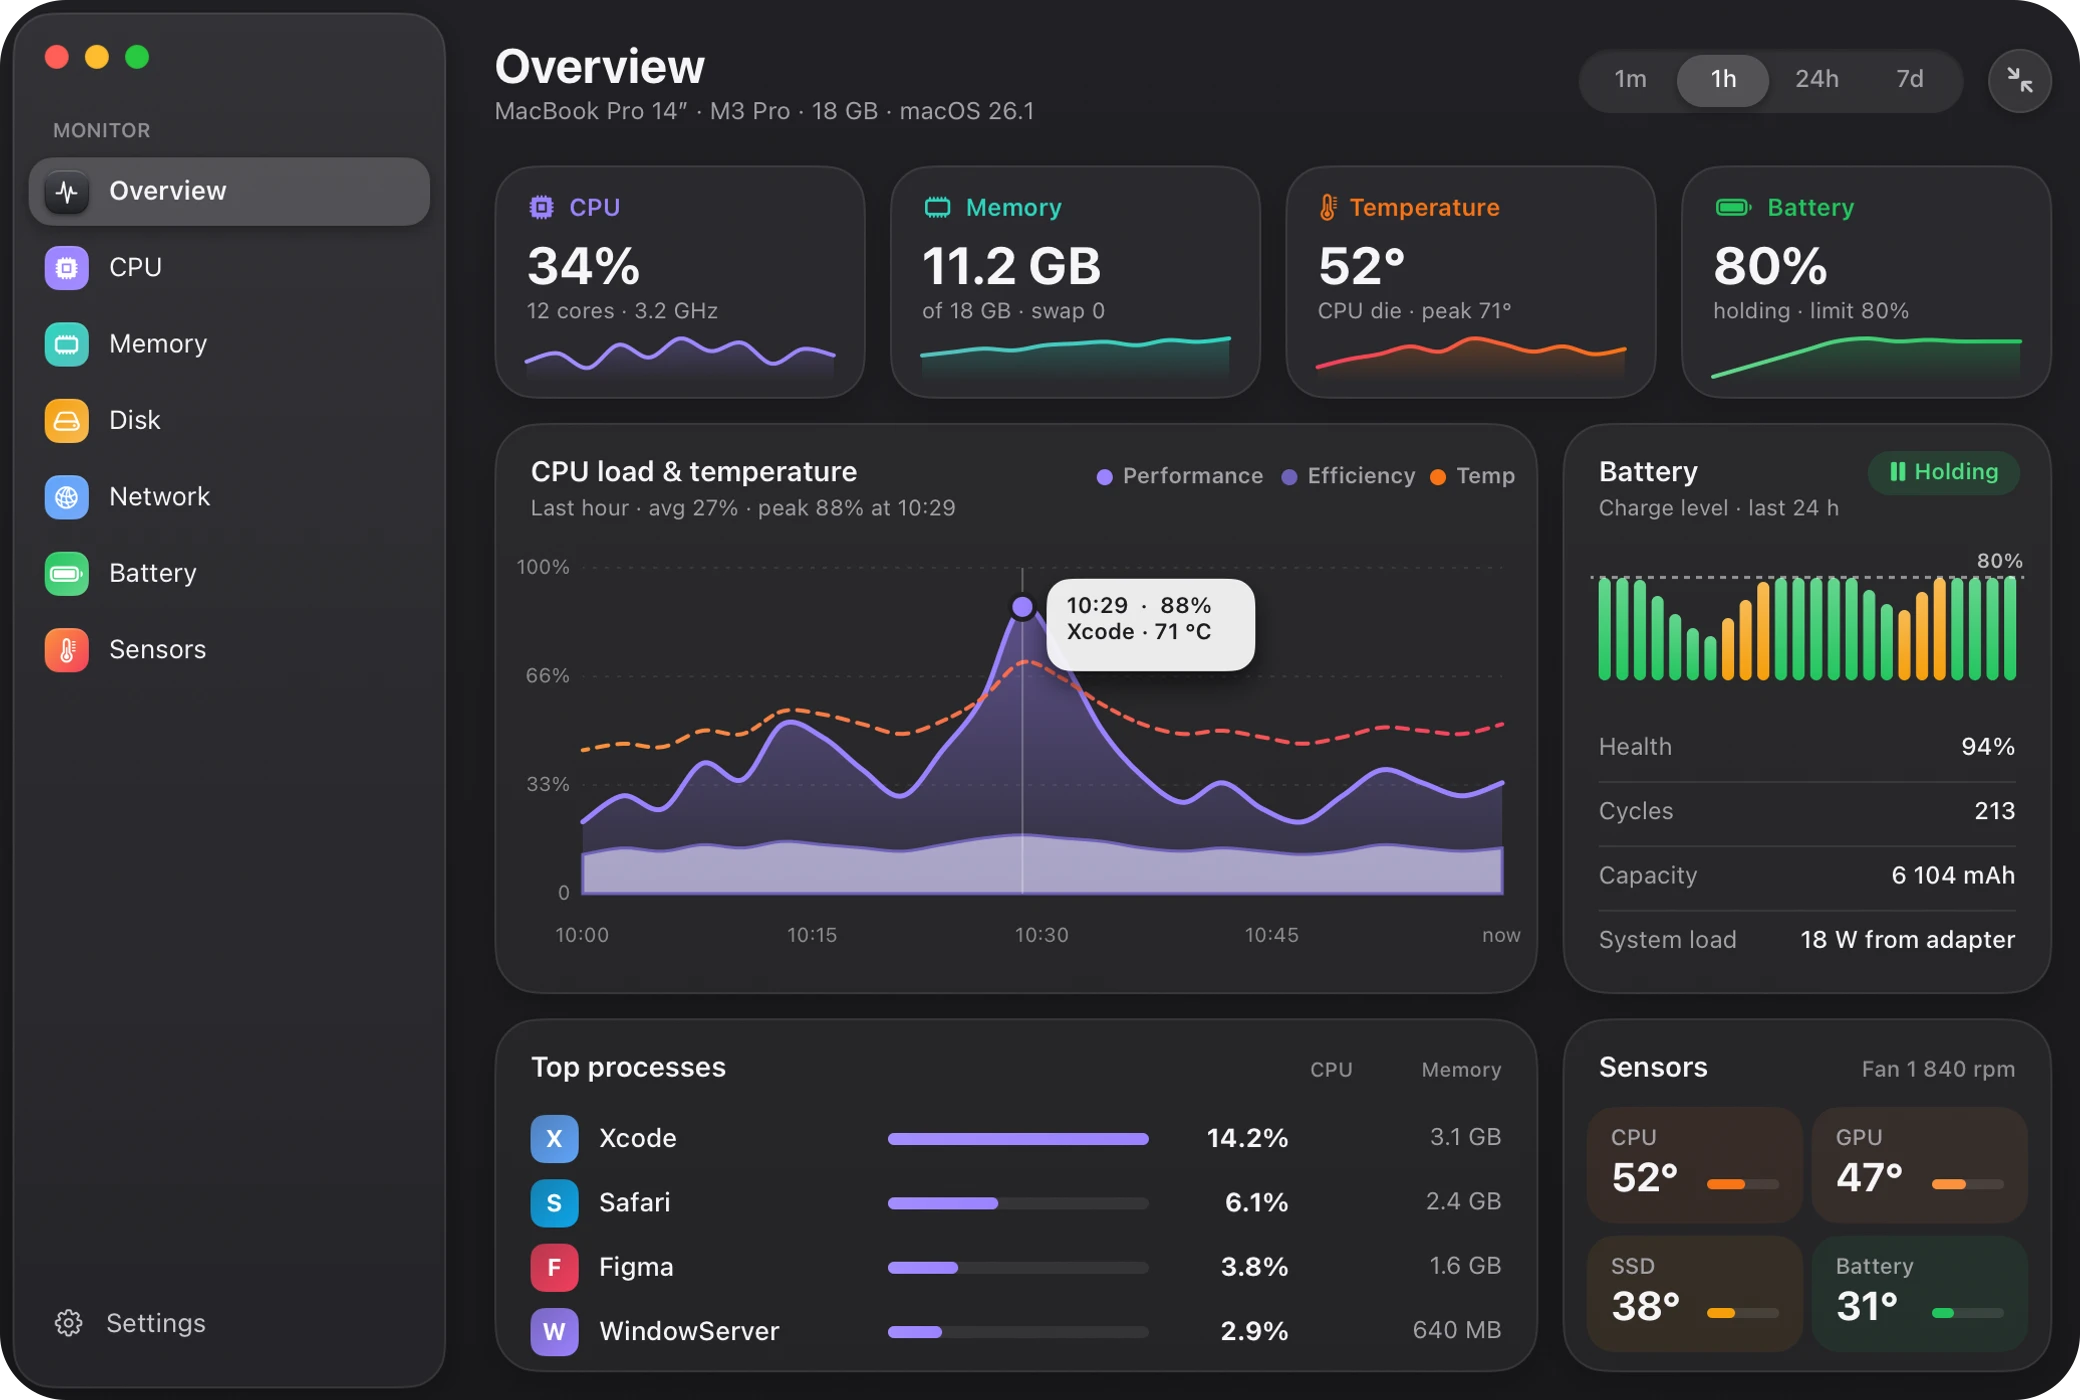 MONITOR
Overview
CPU
Memory
Disk
Network
Battery
Sensors
Settings
Overview
MacBook Pro 14″ · M3 Pro · 18 GB · macOS 26.1
1m
1h
24h
7d
CPU
34%
12 cores · 3.2 GHz
Memory
11.2 GB
of 18 GB · swap 0
Temperature
52°
CPU die · peak 71°
Battery
80%
holding · limit 80%
CPU load & temperature
Last hour · avg 27% · peak 88% at 10:29
Performance
Efficiency
Temp
100%
66%
33%
0
10:29 · 88%
Xcode · 71 °C
10:00
10:15
10:30
10:45
now
Battery
Holding
Charge level · last 24 h
80%
Health 94%
Cycles 213
Capacity 6 104 mAh
System load 18 W from adapter
Top processes CPU Memory
X Xcode 14.2% 3.1 GB
S Safari 6.1% 2.4 GB
F Figma 3.8% 1.6 GB
W WindowServer 2.9% 640 MB
Sensors Fan 1 840 rpm
CPU
52°
GPU
47°
SSD
38°
Battery
31°